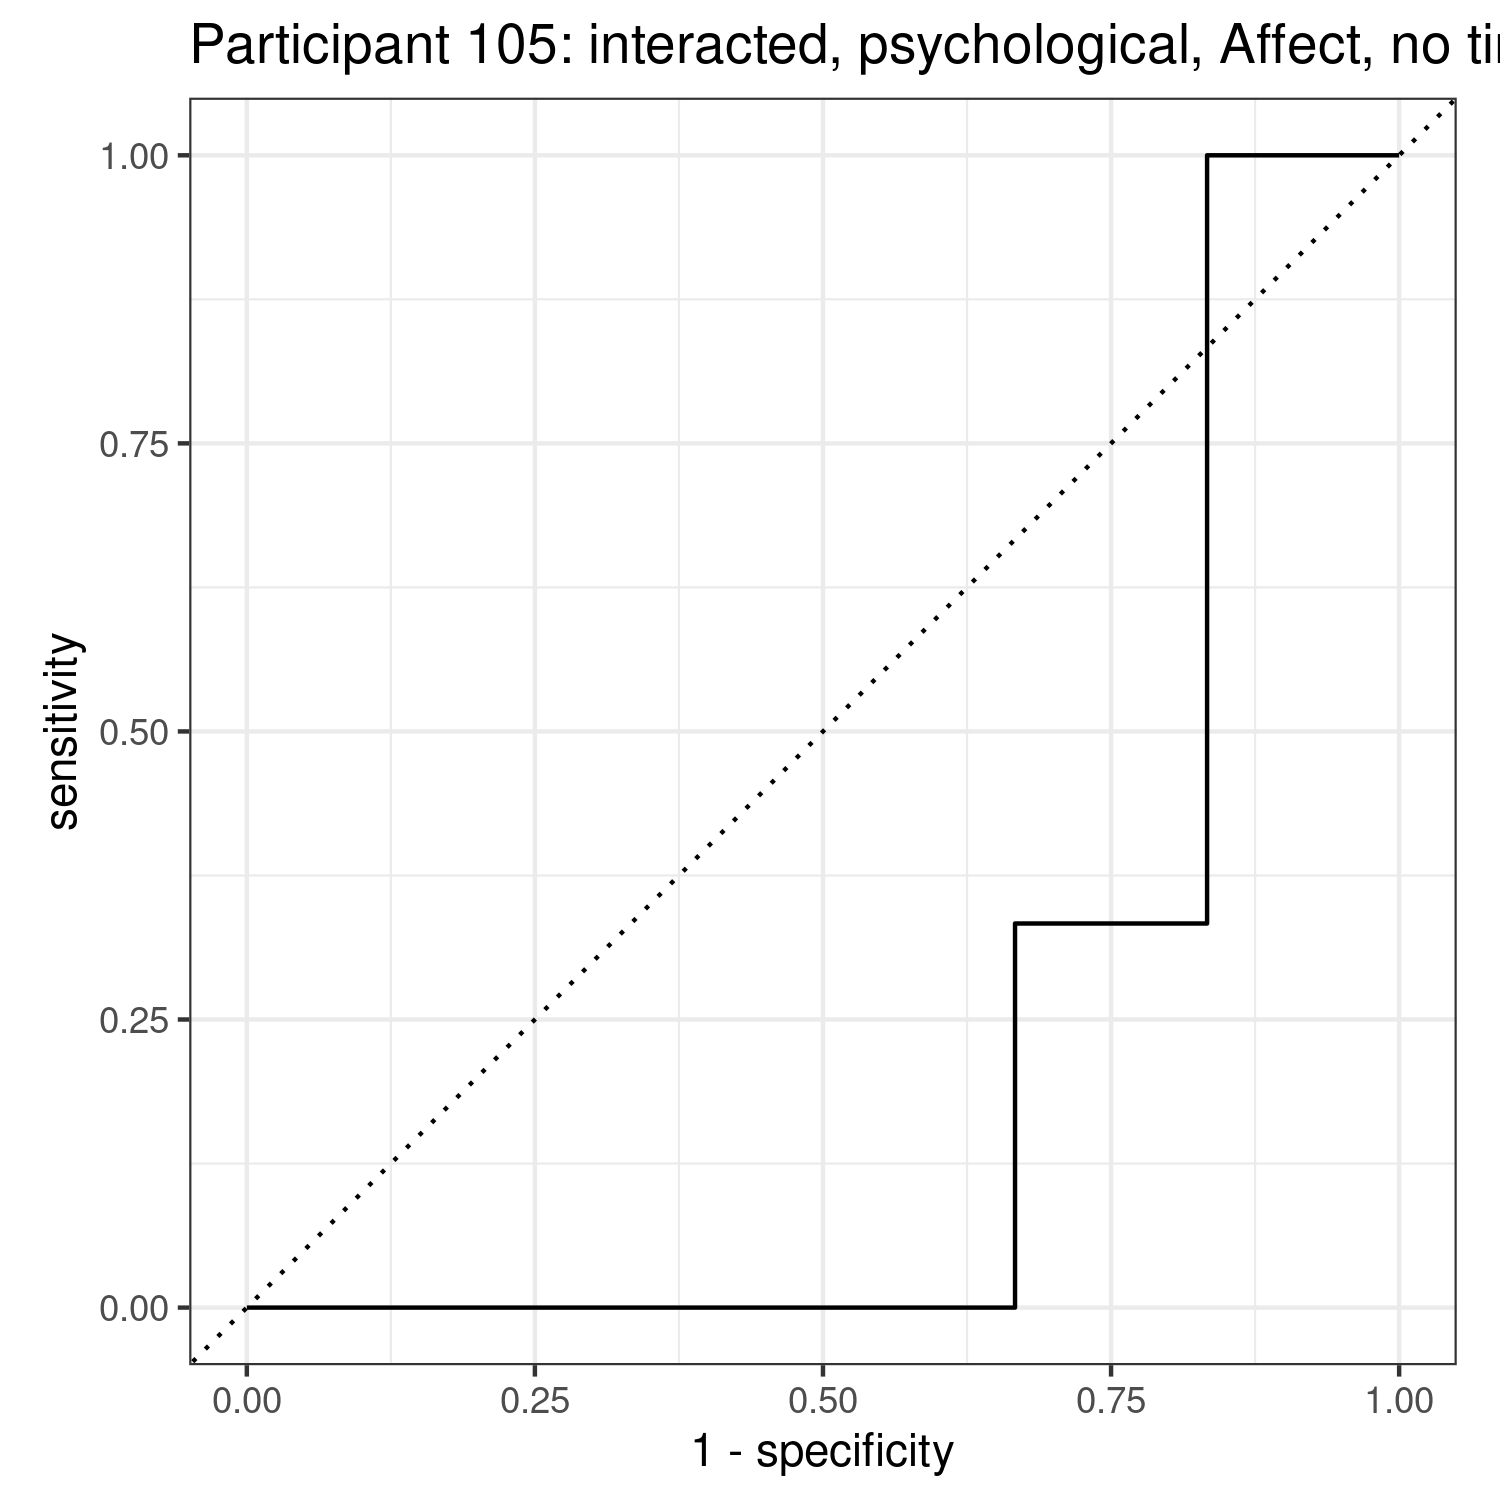 Participant 105: interacted, psychological, Affect, no
1.00
0.75
0.50
0.25
0.00
sensitivity
0.00 0.25 0.50 0.75 1.00
1 - specificity